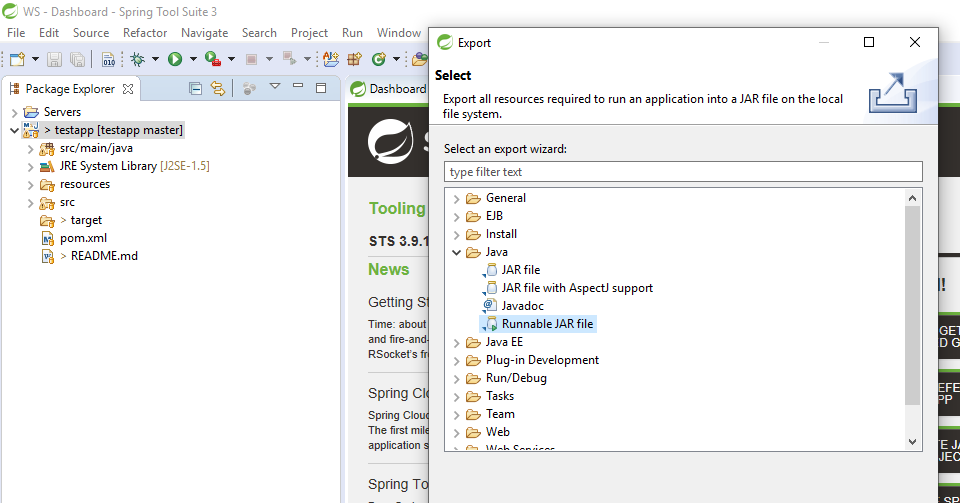 WS - Dashboard - Spring Tool Suite 3
File Edit Source Refactor Navigate Search Project Run Window
Package Explorer
Servers
> testapp [testapp master]
src/main/java
JRE System Library [J2SE-1.5]
resources
src
> target
pom.xml
> README.md
Dashboard
Tooling
STS 3.9.1
News
Getting St
Time: about
and fire-and-
RSocket's fr
Spring Clo
Spring Cloud
The first mile
application s
Spring To
Export
Select
Export all resources required to run an application into a JAR file on the local
file system.
Select an export wizard:
type filter text
General
EJB
Install
Java
JAR file
JAR file with AspectJ support
Javadoc
Runnable JAR file
Java EE
Plug-in Development
Run/Debug
Tasks
Team
Web
Web Services